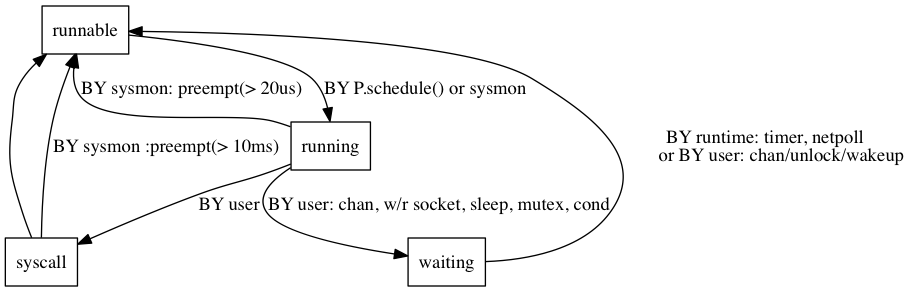 runnable
BY sysmon: preempt(> 20us)
BY P.schedule() or sysmon
BY runtime: timer, netpoll
or BY user: chan/unlock/wakeup
running
BY sysmon :preempt(> 10ms)
BY user
BY user: chan, w/r socket, sleep, mutex, cond
syscall
waiting